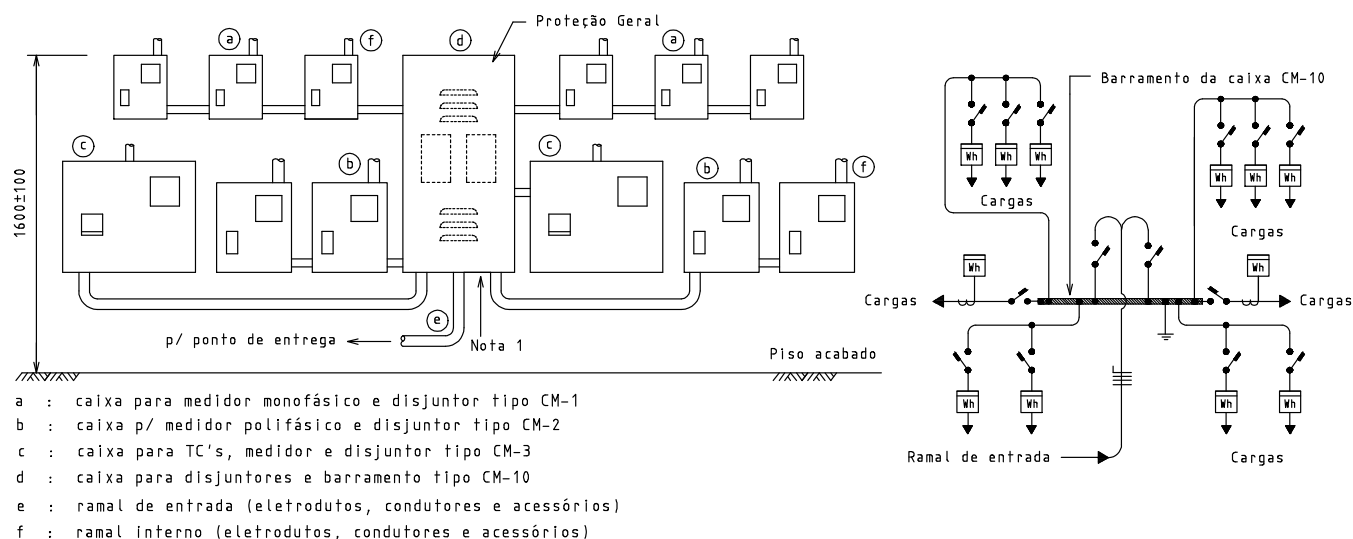 Proteção Geral
a
f
d
a
Barramento da caixa CM-10
c
b
c
b
f
1600±100
Wh
Wh
Wh
Wh
Wh
Wh
Cargas
Cargas
Wh
Wh
Cargas
Cargas
e
p/ ponto de entrega
Nota 1
Piso acabado
Wh
Wh
Wh
Wh
Ramal de entrada
Cargas
a : caixa para medidor monofásico e disjuntor tipo CM-1
b : caixa p/ medidor polifásico e disjuntor tipo CM-2
c : caixa para TC's, medidor e disjuntor tipo CM-3
d : caixa para disjuntores e barramento tipo CM-10
e : ramal de entrada (eletrodutos, condutores e acessórios)
f : ramal interno (eletrodutos, condutores e acessórios)